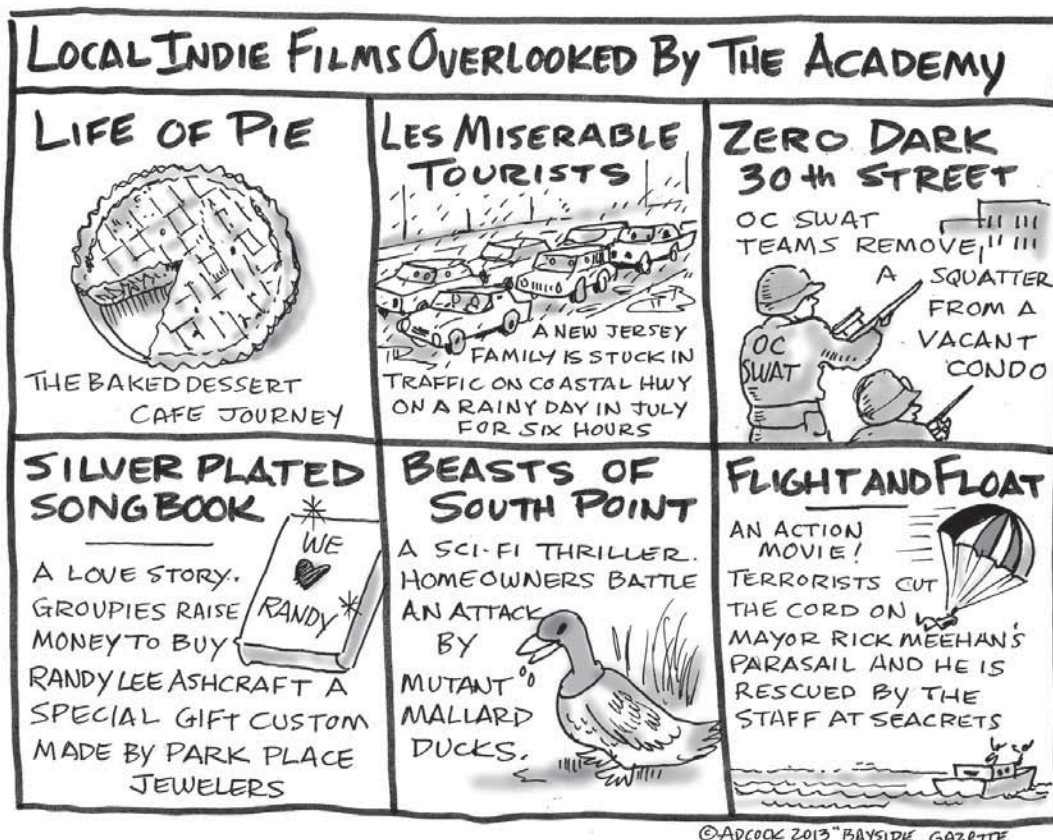 LOCAL INDIE FILMS OVERLOOKED BY THE ACADEMY
LIFE OF PIE
THE BAKED DESSERT
CAFE JOURNEY
LES MISERABLE
TOURISTS
A NEW JERSEY
FAMILY IS STUCK IN
TRAFFIC ON COASTAL HWY
ON A RAINY DAY IN JULY
FOR SIX HOURS
ZERO DARK
30th STREET
OC SWAT
TEAMS REMOVE
A SQUATTER
FROM A
VACANT
CONDO
OC
SWAT
SILVER PLATED
SONGBOOK
A LOVE STORY.
GROUPIES RAISE
MONEY TO BUY
RANDY LEE ASHCRAFT A
SPECIAL GIFT CUSTOM
MADE BY PARK PLACE
JEWELERS
WE
♥
RANDY
BEASTS OF
SOUTH POINT
A SCI-FI THRILLER.
HOMEOWNERS BATTLE
AN ATTACK
BY
MUTANT
MALLARD
DUCKS.
FLIGHT AND FLOAT
AN ACTION
MOVIE!
TERRORISTS CUT
THE CORD ON
MAYOR RICK MEEHAN'S
PARASAIL AND HE IS
RESCUED BY THE
STAFF AT SEACRETS
©ADCOCK 2013 "BAYSIDE GAZETTE